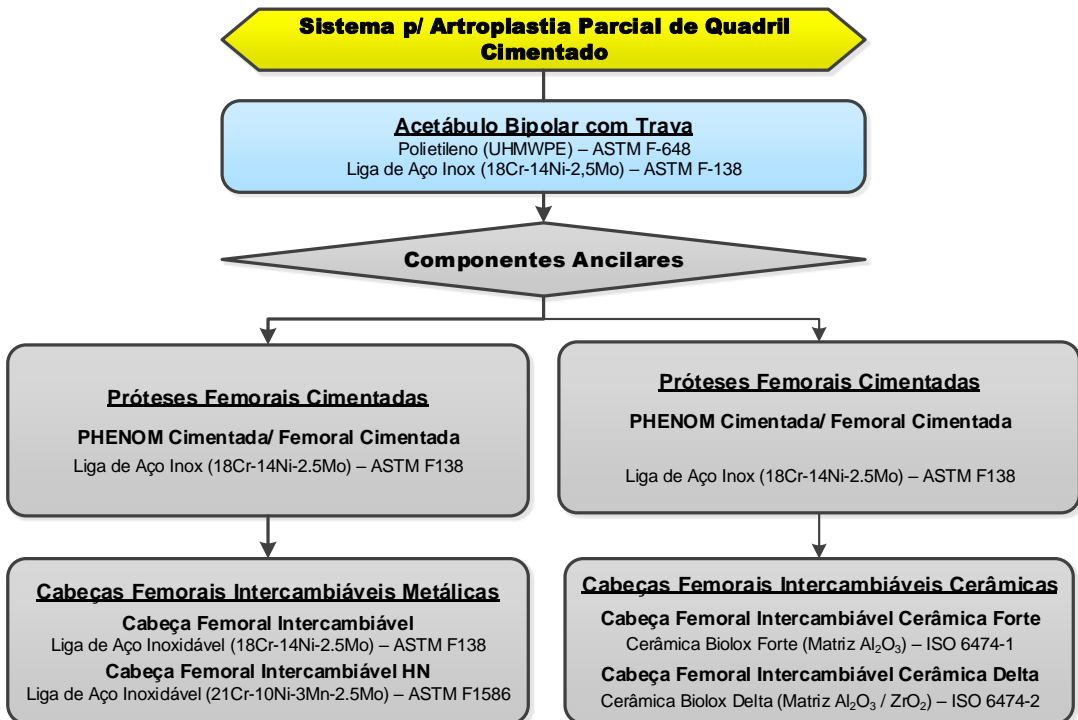 Sistema p/ Artroplastia Parcial de Quadril
Cimentado
Acetábulo Bipolar com Trava
Polietileno (UHMWPE) – ASTM F-648
Liga de Aço Inox (18Cr-14Ni-2,5Mo) – ASTM F-138
Componentes Ancilares
Próteses Femorais Cimentadas
PHENOM Cimentada/ Femoral Cimentada
Liga de Aço Inox (18Cr-14Ni-2.5Mo) – ASTM F138
Próteses Femorais Cimentadas
PHENOM Cimentada/ Femoral Cimentada
Liga de Aço Inox (18Cr-14Ni-2.5Mo) – ASTM F138
Cabeças Femorais Intercambiáveis Metálicas
Cabeça Femoral Intercambiável
Liga de Aço Inoxidável (18Cr-14Ni-2.5Mo) – ASTM F138
Cabeça Femoral Intercambiável HN
Liga de Aço Inoxidável (21Cr-10Ni-3Mn-2.5Mo) – ASTM F1586
Cabeças Femorais Intercambiáveis Cerâmicas
Cabeça Femoral Intercambiável Cerâmica Forte
Cerâmica Biolox Forte (Matriz Al₂O₃) – ISO 6474-1
Cabeça Femoral Intercambiável Cerâmica Delta
Cerâmica Biolox Delta (Matriz Al₂O₃ / ZrO₂) – ISO 6474-2